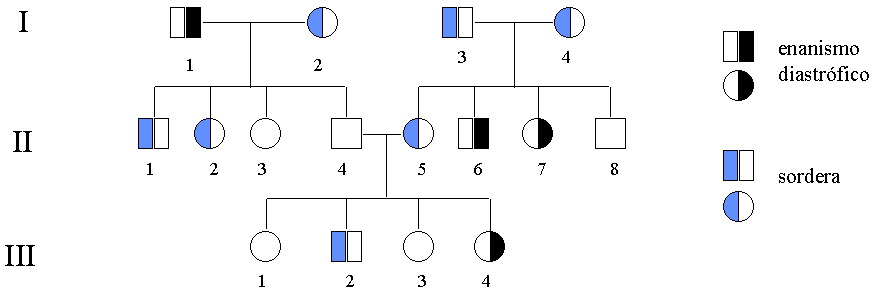 I
1 2 3 4
enanismo
diastrófico
II
1 2 3 4 5 6 7 8
sordera
III
1 2 3 4